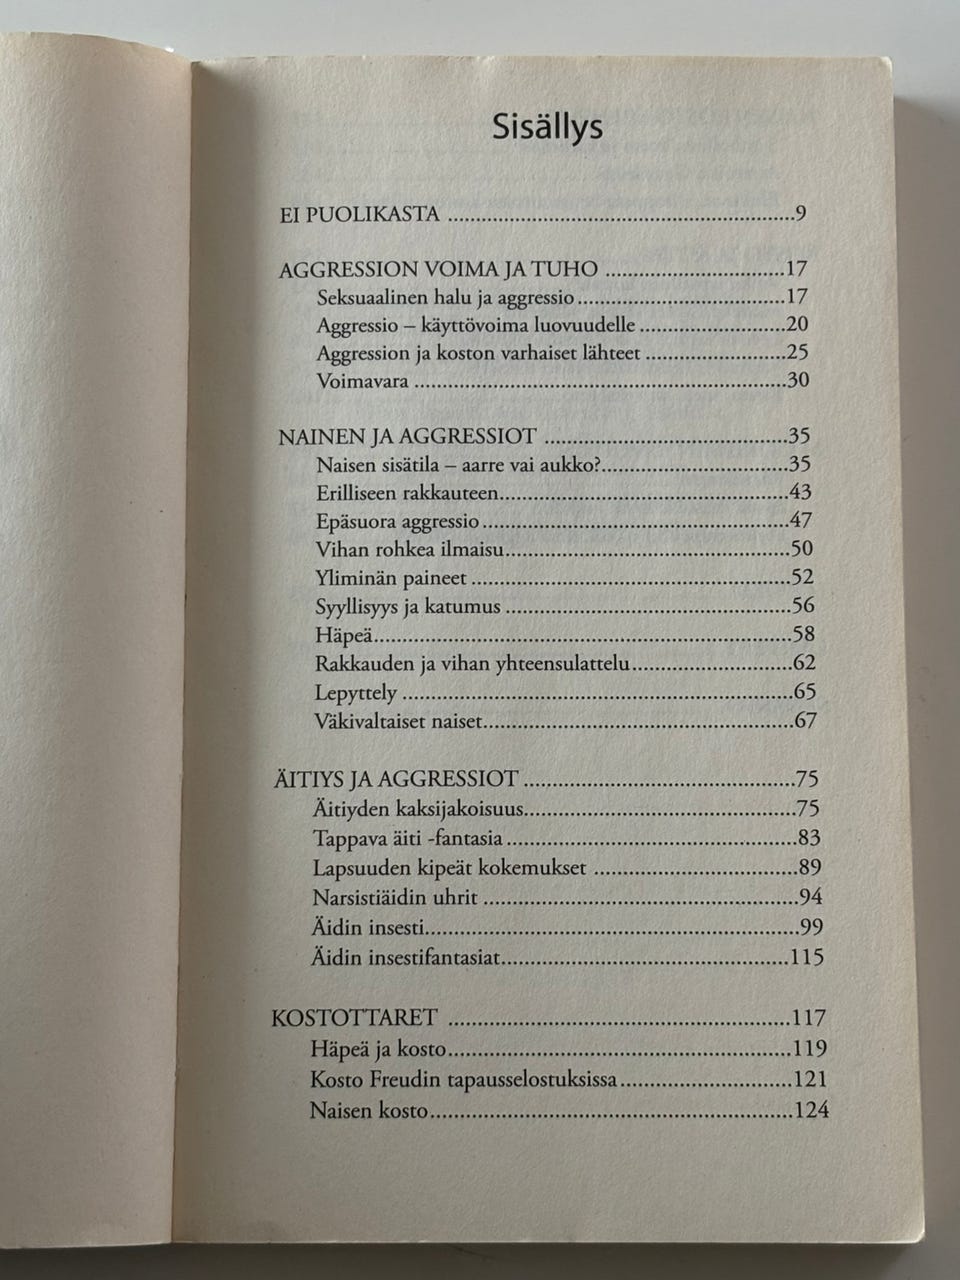 Sisällys
EI PUOLIKASTA ........................................................9
AGGRESSION VOIMA JA TUHO .............................17
Seksuaalinen halu ja aggressio..................................17
Aggressio – käyttövoima luovuudelle ........................20
Aggression ja koston varhaiset lähteet .......................25
Voimavara ............................................................30
NAINEN JA AGGRESSIOT .......................................35
Naisen sisätila – aarre vai aukko?..............................35
Erilliseen rakkauteen...............................................43
Epäsuora aggressio..................................................47
Vihan rohkea ilmaisu..............................................50
Yliminän paineet ....................................................52
Syyllisyys ja katumus ..............................................56
Häpeä....................................................................58
Rakkauden ja vihan yhteensulattelu..........................62
Lepyttely ...............................................................65
Väkivaltaiset naiset..................................................67
ÄITIYS JA AGGRESSIOT ...........................................75
Äitiyden kaksijakoisuus...........................................75
Tappava äiti -fantasia ..............................................83
Lapsuuden kipeät kokemukset .................................89
Narsistiäidin uhrit ..................................................94
Äidin insesti...........................................................99
Äidin insestifantasiat..............................................115
KOSTOTTARET .......................................................117
Häpeä ja kosto.......................................................119
Kosto Freudin tapausselostuksissa...........................121
Naisen kosto..........................................................124